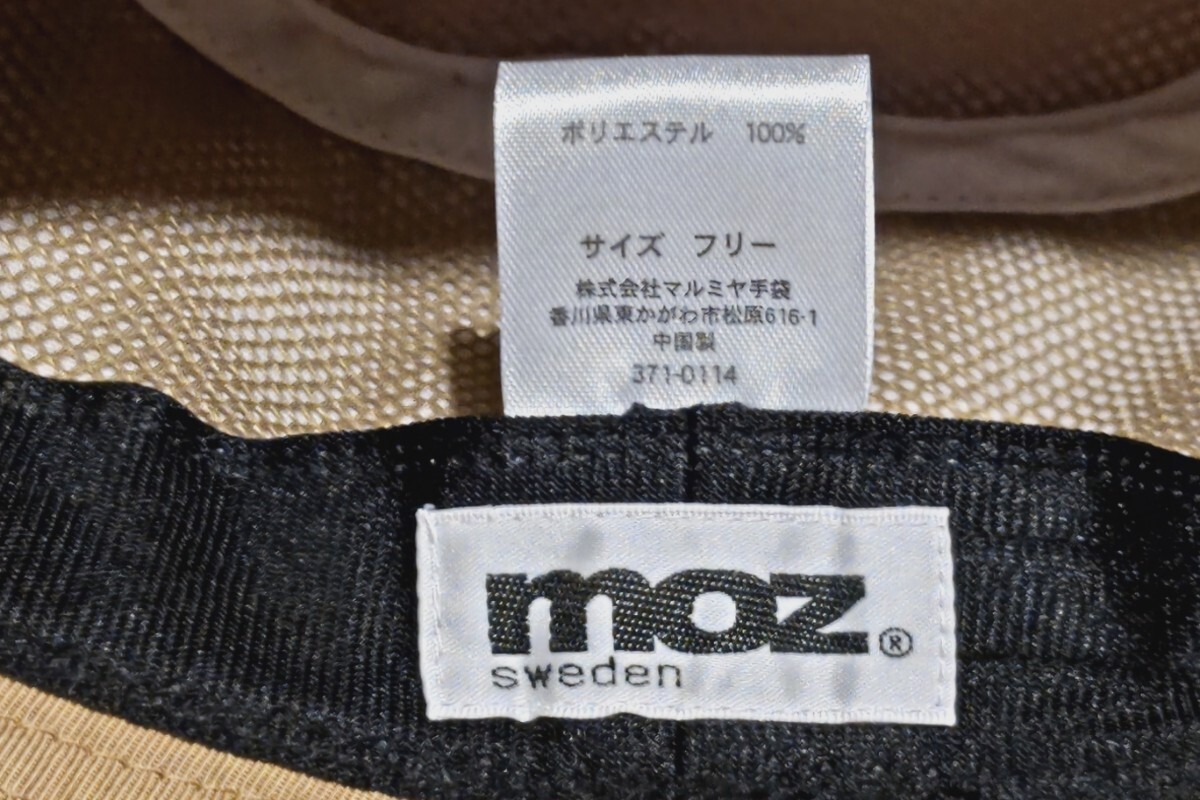 ポリエステル 100%
サイズ フリー
株式会社マルミヤ手袋
香川県東かがわ市松原616-1
中国製
371-0114
moz®
sweden